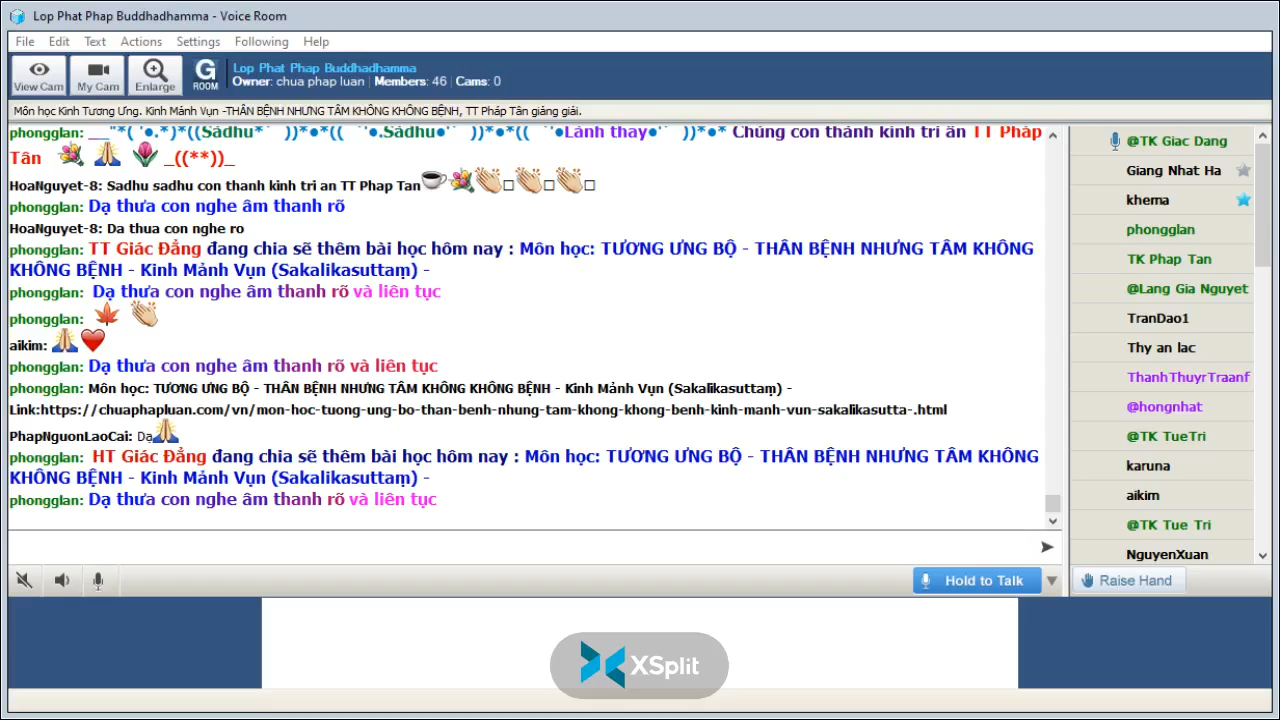 Lop Phat Phap Buddhadhamma - Voice Room
File Edit Text Actions Settings Following Help
View Cam My Cam Enlarge G ROOM
Lop Phat Phap Buddhadhamma
Owner: chua phap luan | Members: 46 | Cams: 0
Môn học Kinh Tương Ưng. Kinh Mảnh Vụn -THÂN BỆNH NHƯNG TÂM KHÔNG KHÔNG BỆNH, TT Pháp Tân giảng giải.
phongglan: __"*( ˙●.*)*((Sādhu*˙ ))*●*(( ˙'●.Sādhu●'˙ ))*●*(( ˙'●Lành thay●'˙ ))*●* Chúng con thành kính tri ân TT Pháp
Tân _((**))_
HoaNguyet-8: Sadhu sadhu con thanh kinh tri an TT Phap Tan
phongglan: Dạ thưa con nghe âm thanh rõ
HoaNguyet-8: Da thua con nghe ro
phongglan: TT Giác Đẳng đang chia sẽ thêm bài học hôm nay : Môn học: TƯƠNG ƯNG BỘ - THÂN BỆNH NHƯNG TÂM KHÔNG
KHÔNG BỆNH - Kinh Mảnh Vụn (Sakalikasuttaṃ) -
phongglan: Dạ thưa con nghe âm thanh rõ và liên tục
phongglan:
aikim:
phongglan: Dạ thưa con nghe âm thanh rõ và liên tục
phongglan: Môn học: TƯƠNG ƯNG BỘ - THÂN BỆNH NHƯNG TÂM KHÔNG KHÔNG BỆNH - Kinh Mảnh Vụn (Sakalikasuttaṃ) -
Link:https://chuaphapluan.com/vn/mon-hoc-tuong-ung-bo-than-benh-nhung-tam-khong-khong-benh-kinh-manh-vun-sakalikasutta-.html
PhapNguonLaoCai: Dạ
phongglan: HT Giác Đẳng đang chia sẽ thêm bài học hôm nay : Môn học: TƯƠNG ƯNG BỘ - THÂN BỆNH NHƯNG TÂM KHÔNG
KHÔNG BỆNH - Kinh Mảnh Vụn (Sakalikasuttaṃ) -
phongglan: Dạ thưa con nghe âm thanh rõ và liên tục
@TK Giac Dang
Giang Nhat Ha
khema
phongglan
TK Phap Tan
@Lang Gia Nguyet
TranDao1
Thy an lac
ThanhThuyrTraanf
@hongnhat
@TK TueTri
karuna
aikim
@TK Tue Tri
NguyenXuan
Hold to Talk
Raise Hand
XSplit